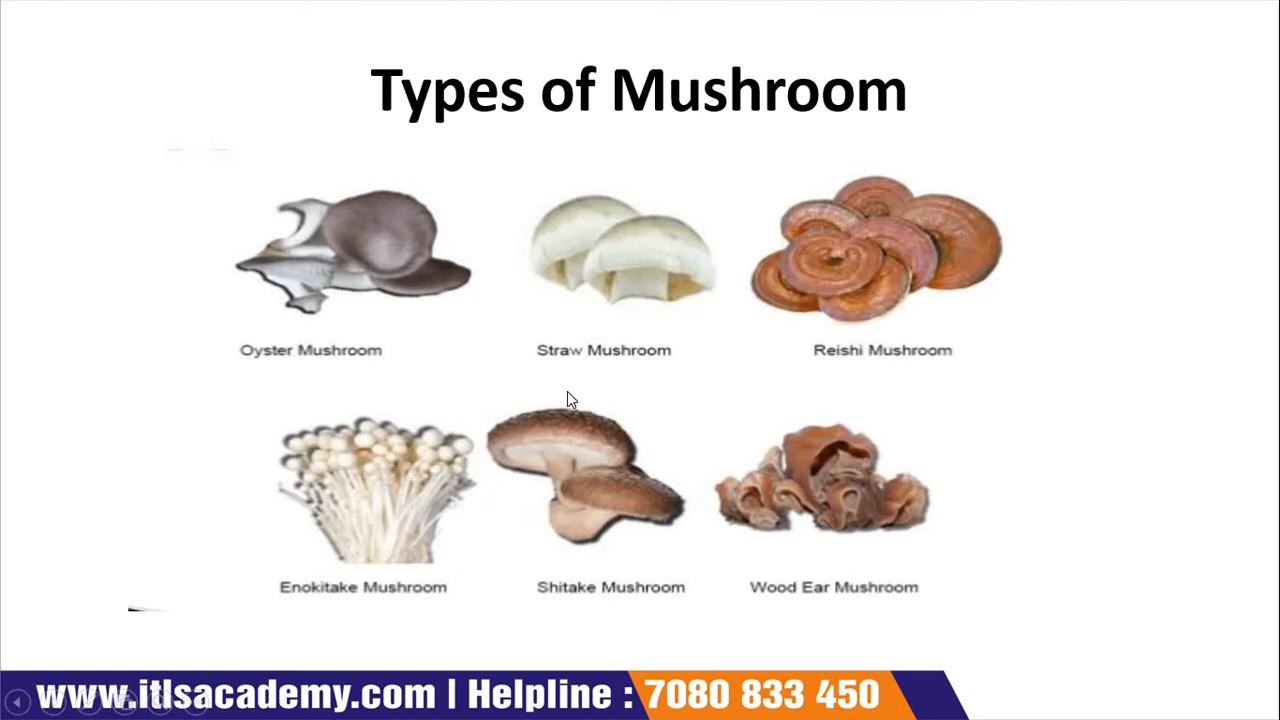 Types of Mushroom
Oyster Mushroom
Straw Mushroom
Reishi Mushroom
Enokitake Mushroom
Shitake Mushroom
Wood Ear Mushroom
www.itlsacademy.com | Helpline : 7080 833 450